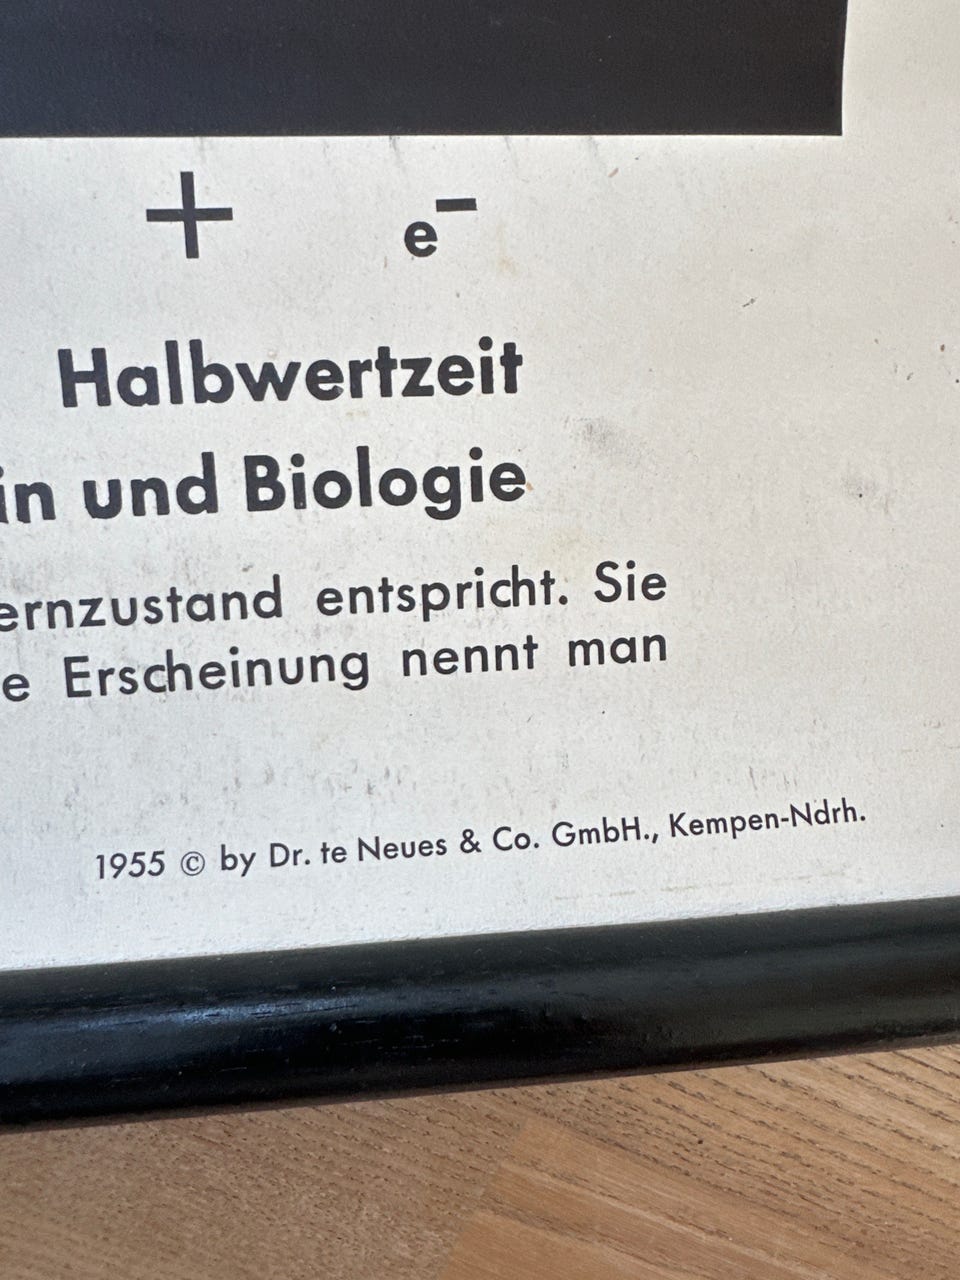 + e⁻
Halbwertzeit
in und Biologie
ernzustand entspricht. Sie
e Erscheinung nennt man
1955 © by Dr. te Neues & Co. GmbH., Kempen-Ndrh.